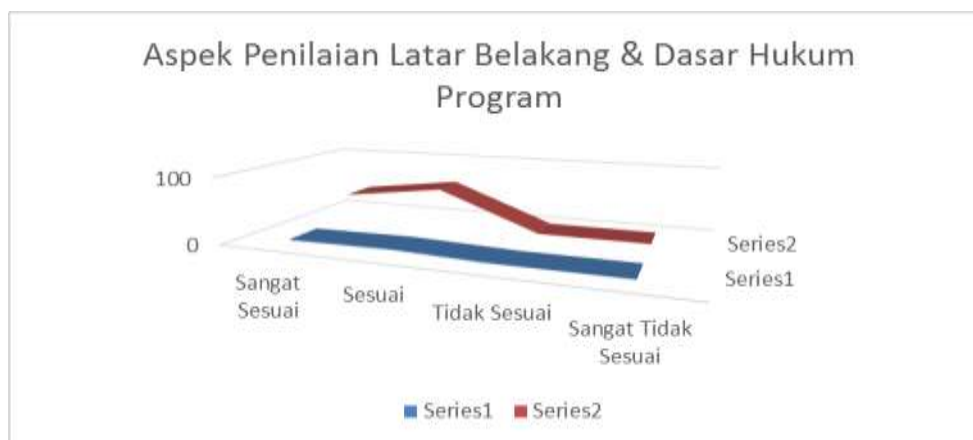 Aspek Penilaian Latar Belakang & Dasar Hukum
Program
100
0
Series2
Series1
Sangat
Sesuai
Sesuai
Tidak Sesuai
Sangat Tidak
Sesuai
Series1 Series2